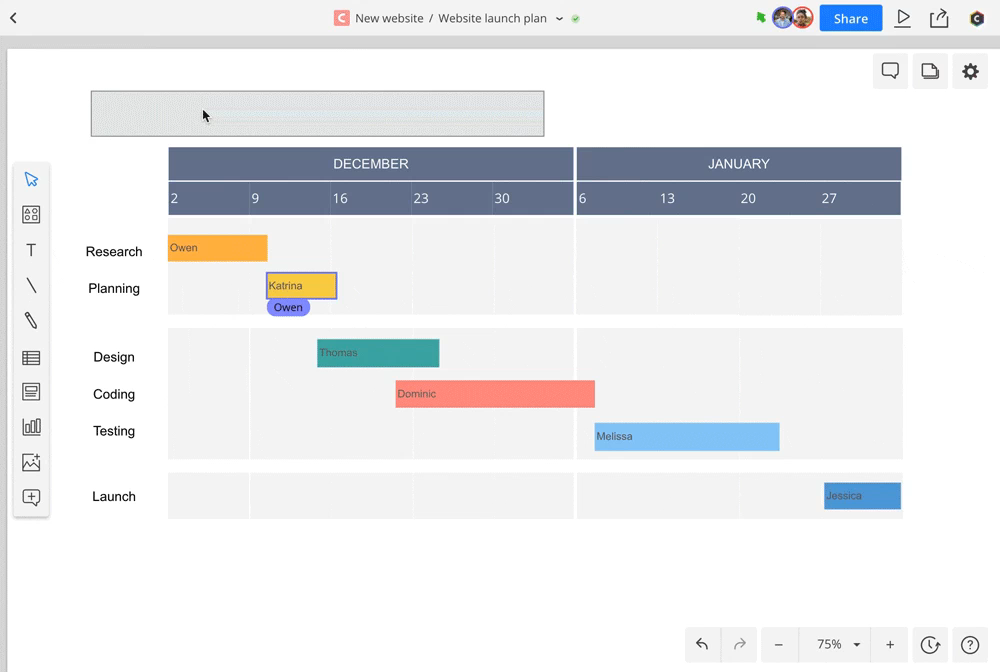 New website / Website launch plan
Share
DECEMBER JANUARY
2 9 16 23 30 6 13 20 27
Research Owen
Planning Katrina
Owen
Design Thomas
Coding Dominic
Testing Melissa
Launch Jessica
75%